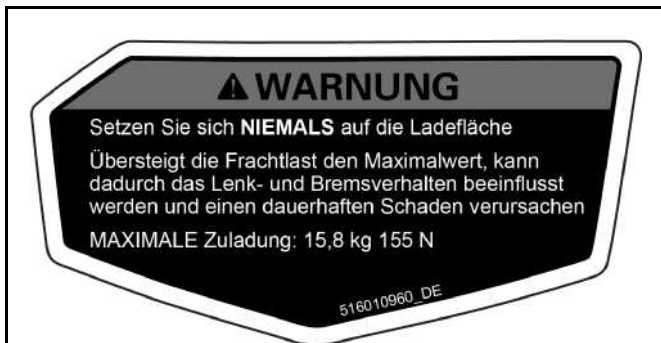 ⚠ WARNUNG
Setzen Sie sich NIEMALS auf die Ladefläche
Übersteigt die Frachtlast den Maximalwert, kann
dadurch das Lenk- und Bremsverhalten beeinflusst
werden und einen dauerhaften Schaden verursachen
MAXIMALE Zuladung: 15,8 kg 155 N
516010960_DE